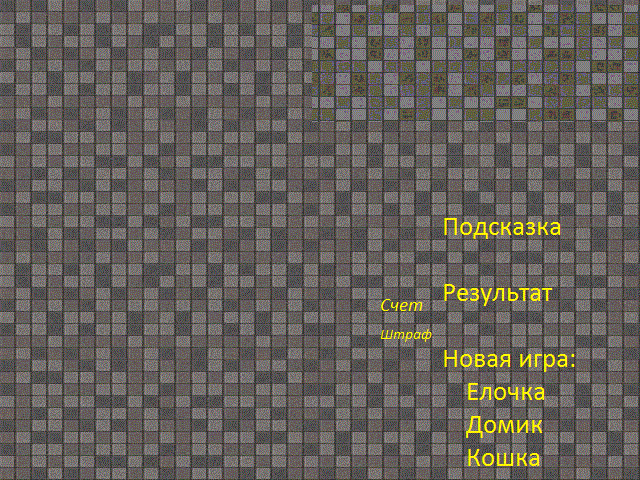 Подсказка
Результат
Счет
Штраф
Новая игра:
Елочка
Домик
Кошка